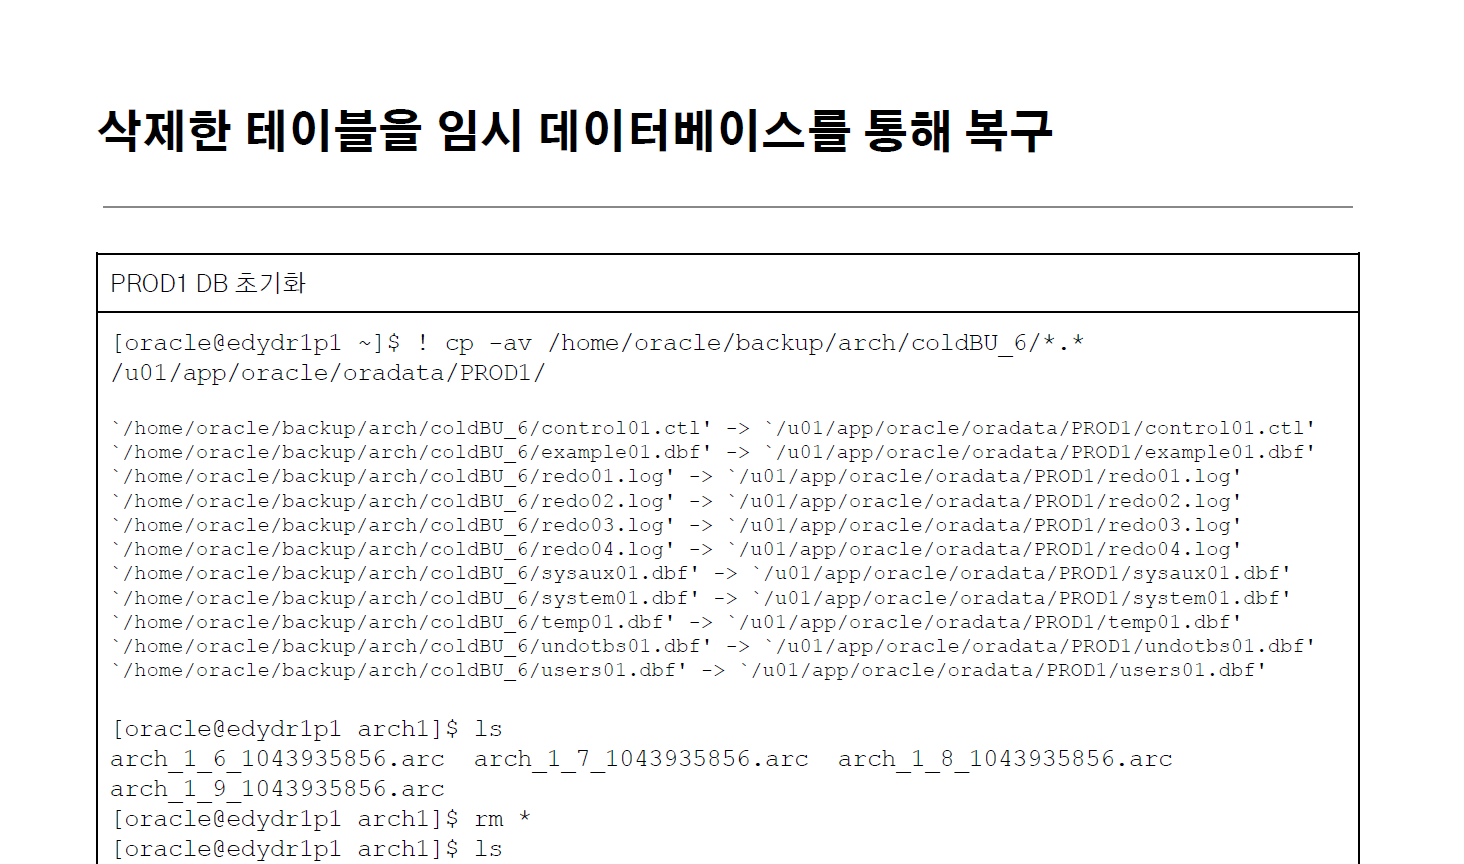 삭제한 테이블을 임시 데이터베이스를 통해 복구
PROD1 DB 초기화
[oracle@edydr1p1 ~]$ ! cp -av /home/oracle/backup/arch/coldBU_6/*.*
/u01/app/oracle/oradata/PROD1/
`/home/oracle/backup/arch/coldBU_6/control01.ctl' -> `/u01/app/oracle/oradata/PROD1/control01.ctl'
`/home/oracle/backup/arch/coldBU_6/example01.dbf' -> `/u01/app/oracle/oradata/PROD1/example01.dbf'
`/home/oracle/backup/arch/coldBU_6/redo01.log' -> `/u01/app/oracle/oradata/PROD1/redo01.log'
`/home/oracle/backup/arch/coldBU_6/redo02.log' -> `/u01/app/oracle/oradata/PROD1/redo02.log'
`/home/oracle/backup/arch/coldBU_6/redo03.log' -> `/u01/app/oracle/oradata/PROD1/redo03.log'
`/home/oracle/backup/arch/coldBU_6/redo04.log' -> `/u01/app/oracle/oradata/PROD1/redo04.log'
`/home/oracle/backup/arch/coldBU_6/sysaux01.dbf' -> `/u01/app/oracle/oradata/PROD1/sysaux01.dbf'
`/home/oracle/backup/arch/coldBU_6/system01.dbf' -> `/u01/app/oracle/oradata/PROD1/system01.dbf'
`/home/oracle/backup/arch/coldBU_6/temp01.dbf' -> `/u01/app/oracle/oradata/PROD1/temp01.dbf'
`/home/oracle/backup/arch/coldBU_6/undotbs01.dbf' -> `/u01/app/oracle/oradata/PROD1/undotbs01.dbf'
`/home/oracle/backup/arch/coldBU_6/users01.dbf' -> `/u01/app/oracle/oradata/PROD1/users01.dbf'
[oracle@edydr1p1 arch1]$ ls
arch_1_6_1043935856.arc  arch_1_7_1043935856.arc  arch_1_8_1043935856.arc
arch_1_9_1043935856.arc
[oracle@edydr1p1 arch1]$ rm *
[oracle@edydr1p1 arch1]$ ls